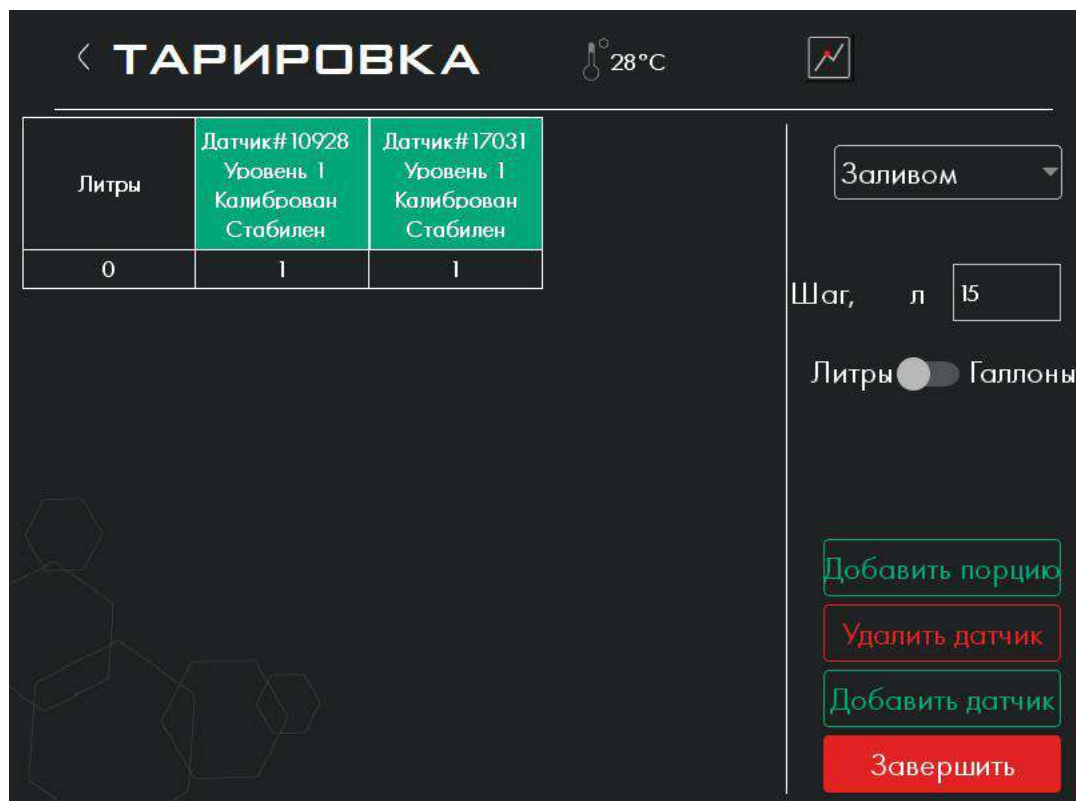 < ТАРИРОВКА
28°C
Литры
Датчик#10928
Уровень 1
Калиброван
Стабилен
Датчик#17031
Уровень 1
Калиброван
Стабилен
0 1 1
Заливом
Шаг, л 15
Литры Галлоны
Добавить порцию
Удалить датчик
Добавить датчик
Завершить